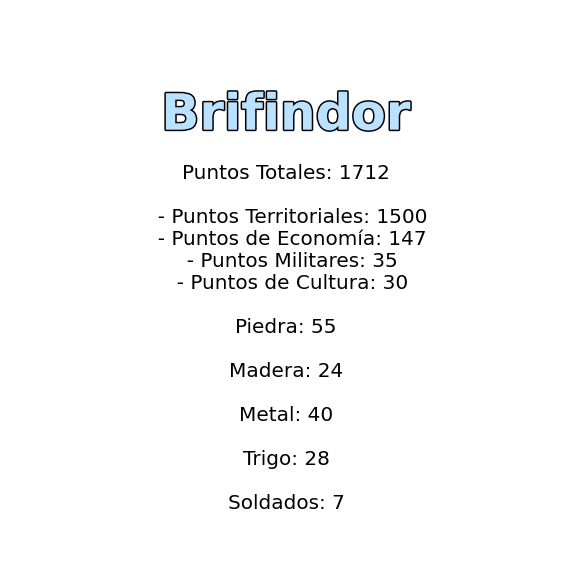 Brifindor
Puntos Totales: 1712
- Puntos Territoriales: 1500
- Puntos de Economía: 147
- Puntos Militares: 35
- Puntos de Cultura: 30
Piedra: 55
Madera: 24
Metal: 40
Trigo: 28
Soldados: 7